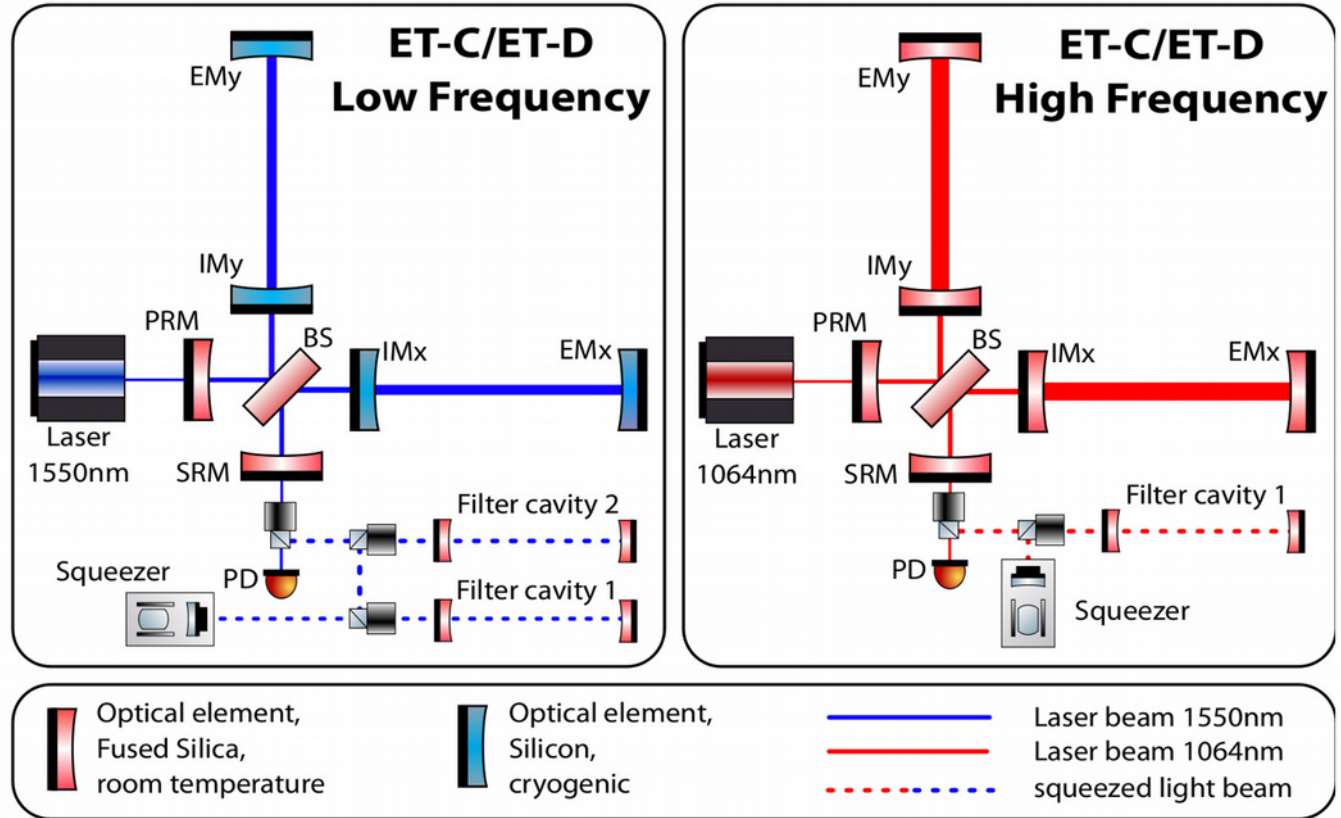 ET-C/ET-D
Low Frequency
EMy
IMy
PRM
BS
IMx
EMx
Laser
1550nm
SRM
Filter cavity 2
Squeezer
PD
Filter cavity 1
ET-C/ET-D
High Frequency
EMy
IMy
PRM
BS
IMx
EMx
Laser
1064nm
SRM
Filter cavity 1
PD
Squeezer
Optical element,
Fused Silica,
room temperature
Optical element,
Silicon,
cryogenic
Laser beam 1550nm
Laser beam 1064nm
squeezed light beam